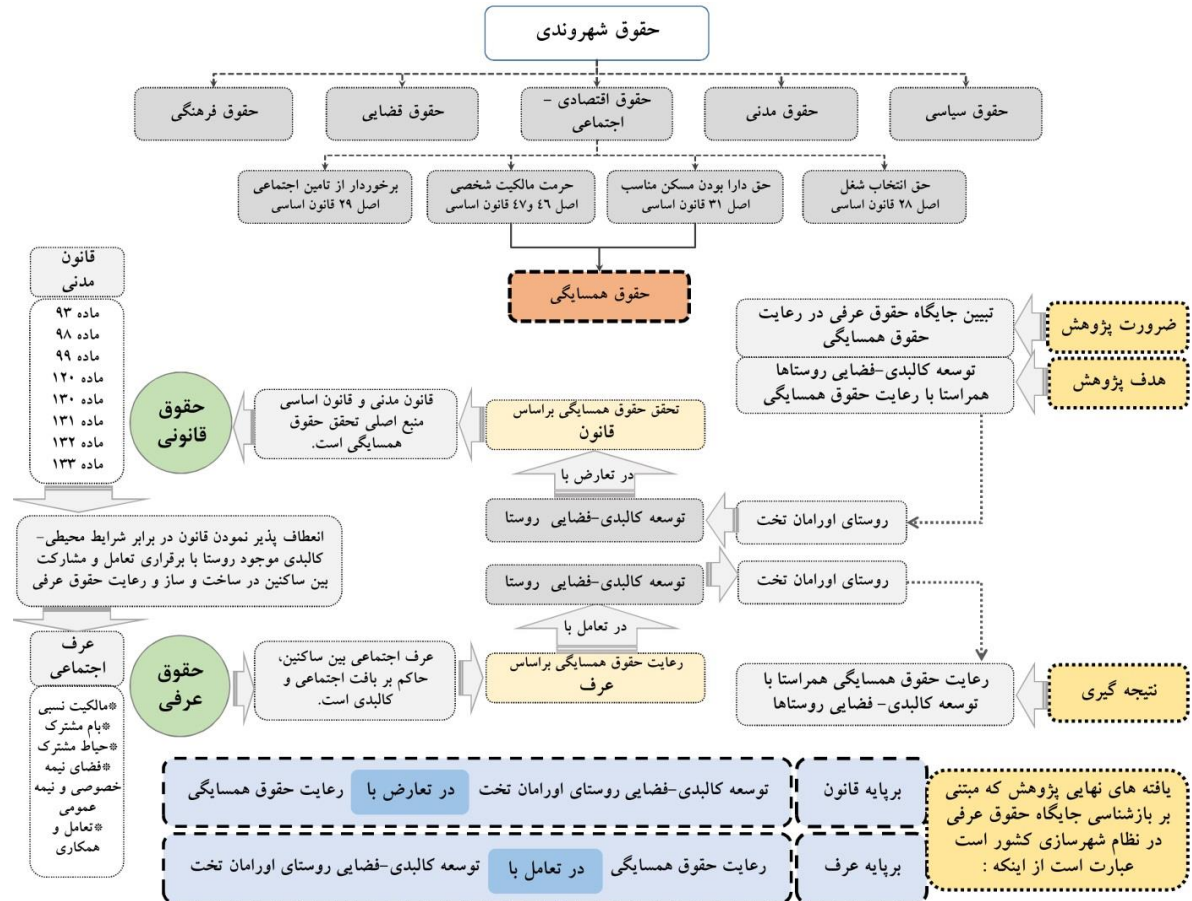 حقوق شهروندی
حقوق سیاسی
حقوق مدنی
حقوق اقتصادی –
اجتماعی
حقوق قضایی
حقوق فرهنگی
حق انتخاب شغل
اصل ۲۸ قانون اساسی
حق دارا بودن مسکن مناسب
اصل ۳۱ قانون اساسی
حرمت مالکیت شخصی
اصل ۴۶ و۴۷ قانون اساسی
برخوردار از تامین اجتماعی
اصل ۲۹ قانون اساسی
حقوق همسایگی
ضرورت پژوهش
تبیین جایگاه حقوق عرفی در رعایت
حقوق همسایگی
هدف پژوهش
توسعه کالبدی-فضایی روستاها
همراستا با رعایت حقوق همسایگی
قانون
مدنی
ماده ۹۳
ماده ۹۸
ماده ۹۹
ماده ۱۲۰
ماده ۱۳۰
ماده ۱۳۱
ماده ۱۳۲
ماده ۱۳۳
تحقق حقوق همسایگی براساس
قانون
قانون مدنی و قانون اساسی
منبع اصلی تحقق حقوق
همسایگی است.
حقوق
قانونی
در تعارض با
روستای اورامان تخت
توسعه کالبدی-فضایی روستا
انعطاف پذیر نمودن قانون در برابر شرایط محیطی-
کالبدی موجود روستا با برقراری تعامل و مشارکت
بین ساکنین در ساخت و ساز و رعایت حقوق عرفی
روستای اورامان تخت
توسعه کالبدی-فضایی روستا
در تعامل با
رعایت حقوق همسایگی براساس
عرف
عرف اجتماعی بین ساکنین،
حاکم بر بافت اجتماعی و
کالبدی است.
حقوق
عرفی
عرف
اجتماعی
*مالکیت نسبی
*بام مشترک
*حیاط مشترک
*فضای نیمه
خصوصی و نیمه
عمومی
*تعامل و
همکاری
نتیجه گیری
رعایت حقوق همسایگی همراستا با
توسعه کالبدی- فضایی روستاها
یافته های نهایی پژوهش که مبتنی
بر بازشناسی جایگاه حقوق عرفی
در نظام شهرسازی کشور است
عبارت است از اینکه :
برپایه قانون
توسعه کالبدی-فضایی روستای اورامان تخت در تعارض با رعایت حقوق همسایگی
برپایه عرف
رعایت حقوق همسایگی در تعامل با توسعه کالبدی-فضایی روستای اورامان تخت